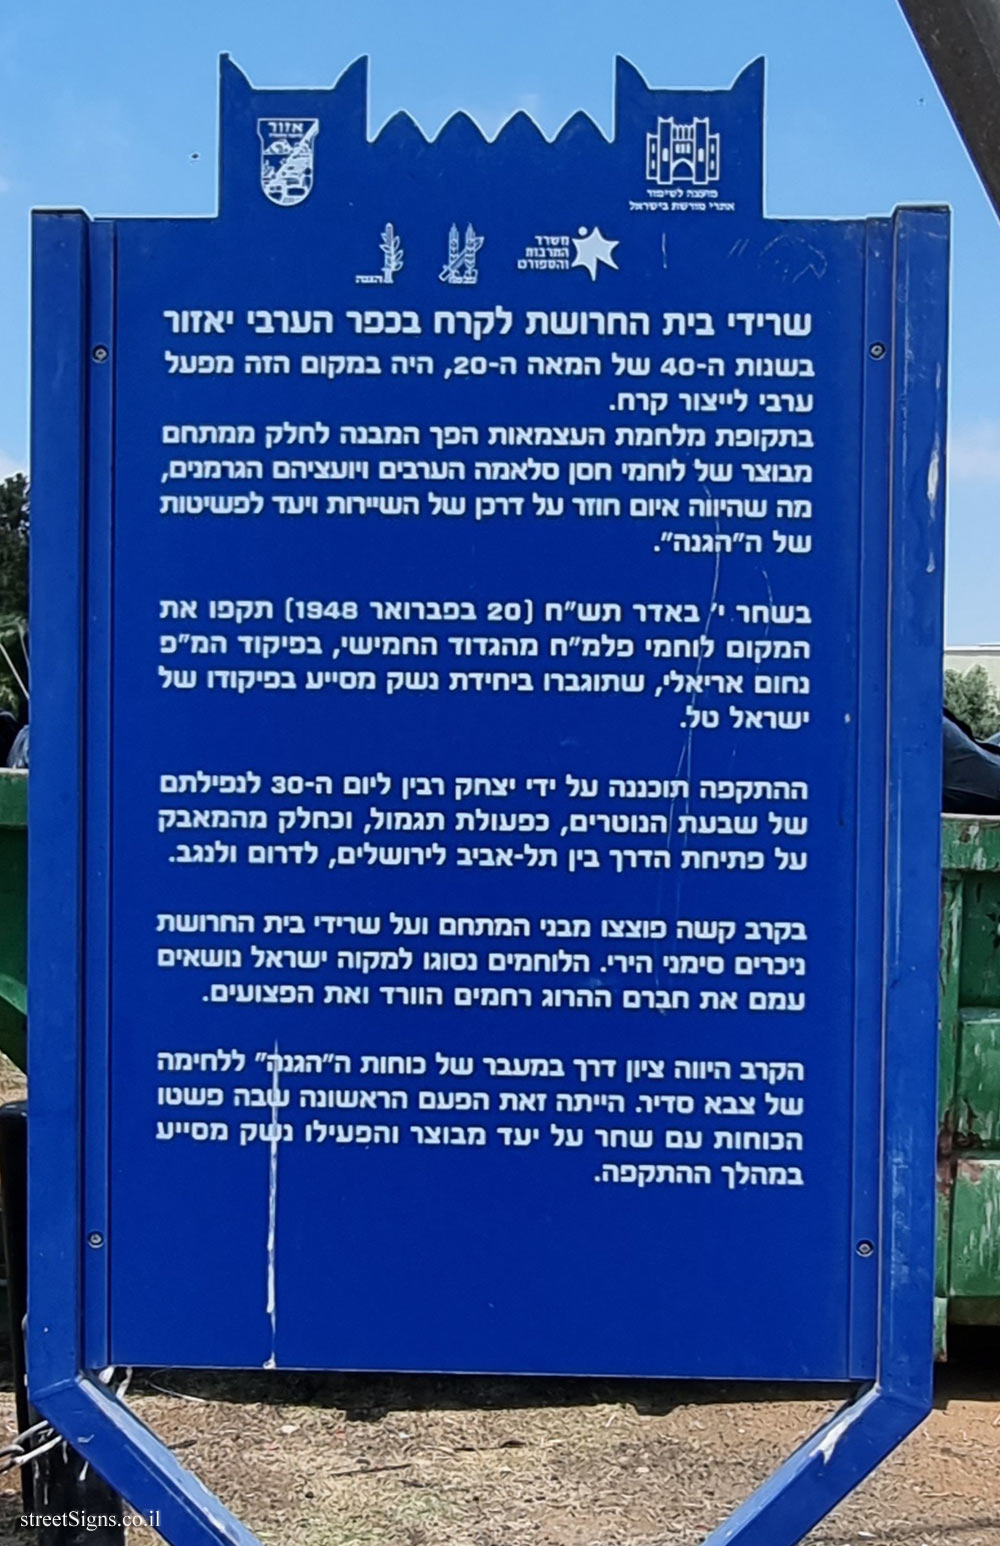 אזור
מועצה לשימור
אתרי מורשת בישראל
משרד
התרבות
והספורט
ההגנה
שרידי בית החרושת לקרח בכפר הערבי יאזור
בשנות ה-40 של המאה ה-20, היה במקום הזה מפעל
ערבי לייצור קרח.
בתקופת מלחמת העצמאות הפך המבנה לחלק ממתחם
מבוצר של לוחמי חסן סלאמה הערבים ויועציהם הגרמנים,
מה שהיווה איום חוזר על דרכן של השיירות ויעד לפשיטות
של ה"הגנה".
בשחר י' באדר תש"ח (20 בפברואר 1948) תקפו את
המקום לוחמי פלמ"ח מהגדוד החמישי, בפיקוד המ"פ
נחום אריאלי, שתוגברו ביחידת נשק מסייע בפיקודו של
ישראל טל.
ההתקפה תוכננה על ידי יצחק רבין ליום ה-30 לנפילתם
של שבעת הנוטרים, כפעולת תגמול, וכחלק מהמאבק
על פתיחת הדרך בין תל-אביב לירושלים, לדרום ולנגב.
בקרב קשה פוצצו מבני המתחם ועל שרידי בית החרושת
ניכרים סימני הירי. הלוחמים נסוגו למקוה ישראל נושאים
עמם את חברם ההרוג רחמים הוורד ואת הפצועים.
הקרב היווה ציון דרך במעבר של כוחות ה"הגנה" ללחימה
של צבא סדיר. הייתה זאת הפעם הראשונה שבה פשטו
הכוחות עם שחר על יעד מבוצר והפעילו נשק מסייע
במהלך ההתקפה.
streetSigns.co.il